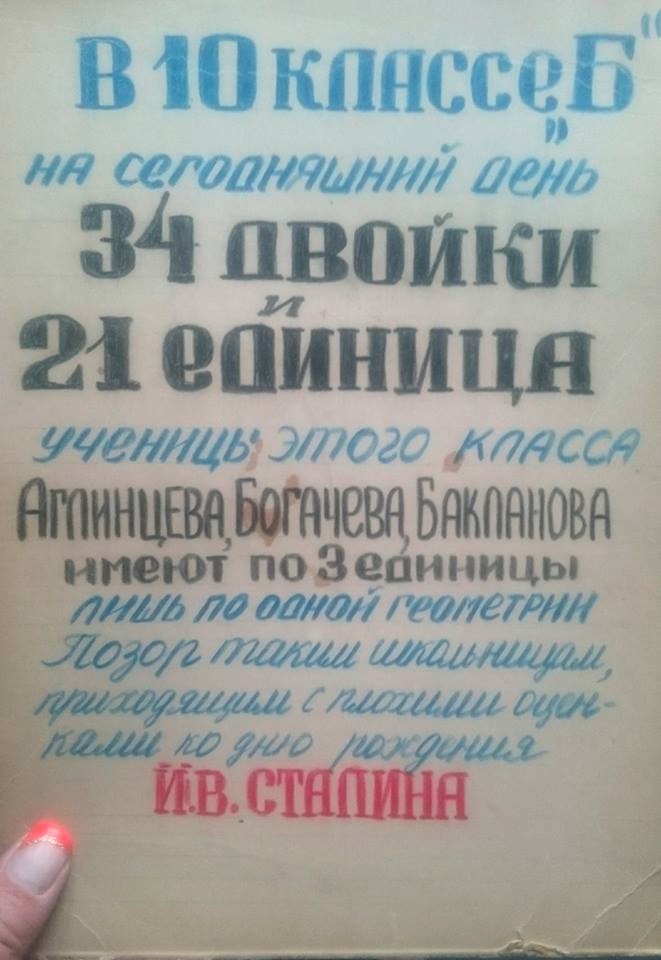 В 10 классе „Б“
на сегодняшний день
34 двойки
и
21 единица
ученицы этого класса
Аглинцева, Богачева, Бакланова
имеют по 3 единицы
лишь по одной геометрии
Позор таким школьницам,
приходящим с плохими оцен-
ками ко дню рождения
И.В. СТАЛИНА